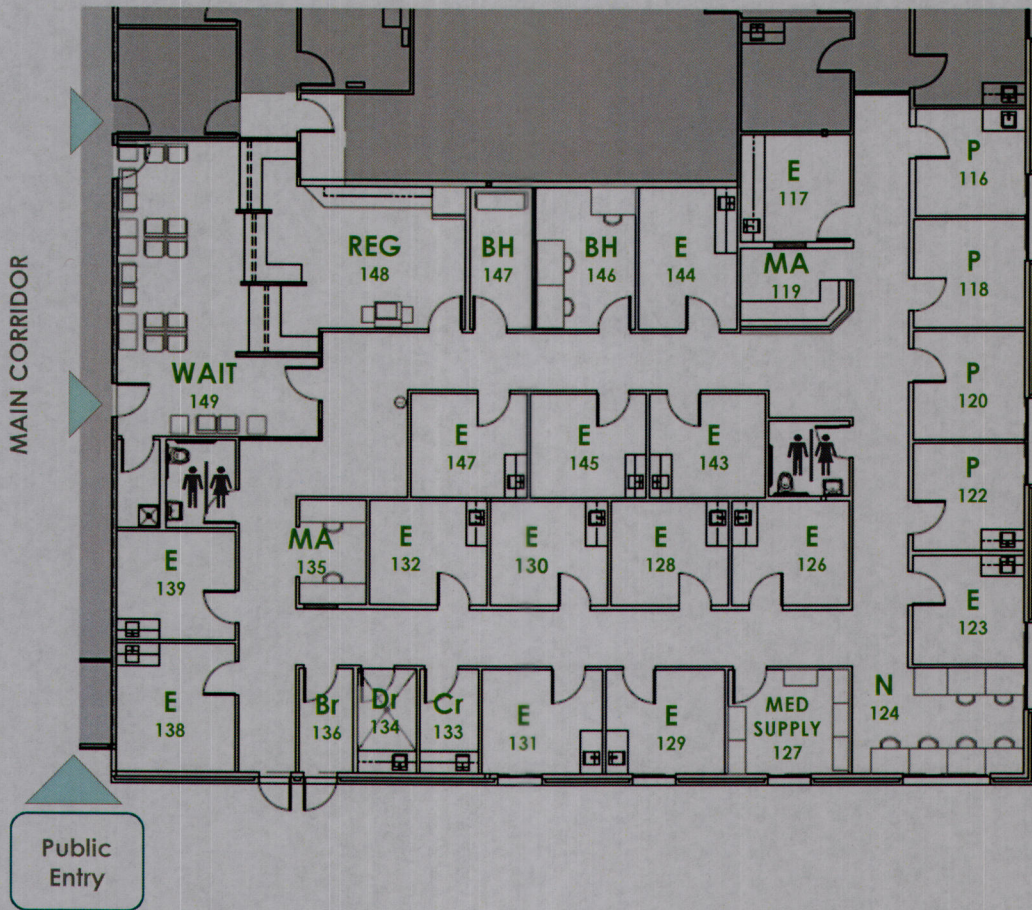 MAIN CORRIDOR
P
116
E
117
REG
148
BH
147
BH
146
E
144
MA
119
P
118
WAIT
149
P
120
E
147
E
145
E
143
P
122
MA
135
E
132
E
130
E
128
E
126
E
139
E
123
E
138
Br
136
Dr
134
Cr
133
E
131
E
129
MED
SUPPLY
127
N
124
Public
Entry